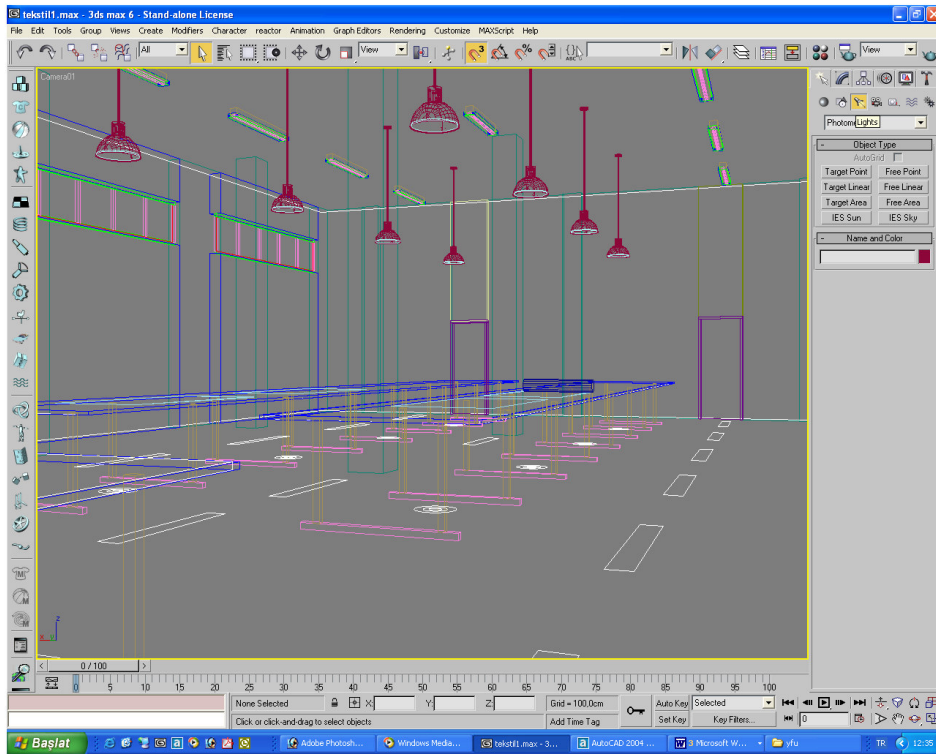 tekstil1.max - 3ds max 6 - Stand-alone License
File Edit Tools Group Views Create Modifiers Character reactor Animation Graph Editors Rendering Customize MAXScript Help
All View 3 % ABC View
Camera01
Lights
Object Type
AutoGrid
Target Point Free Point
Target Linear Free Linear
Target Area Free Area
IES Sun IES Sky
Name and Color
z
x
0 / 100
0 5 10 15 20 25 30 35 40 45 50 55 60 65 70 75 80 85 90 95 100
None Selected X: Y: Z: Grid = 100,0cm Auto Key Selected
Click or click-and-drag to select objects Add Time Tag Set Key Key Filters... 0
Başlat Adobe Photosh... Windows Media... tekstil1.max - 3... AutoCAD 2004 ... 3 Microsoft W... yfu TR 12:35